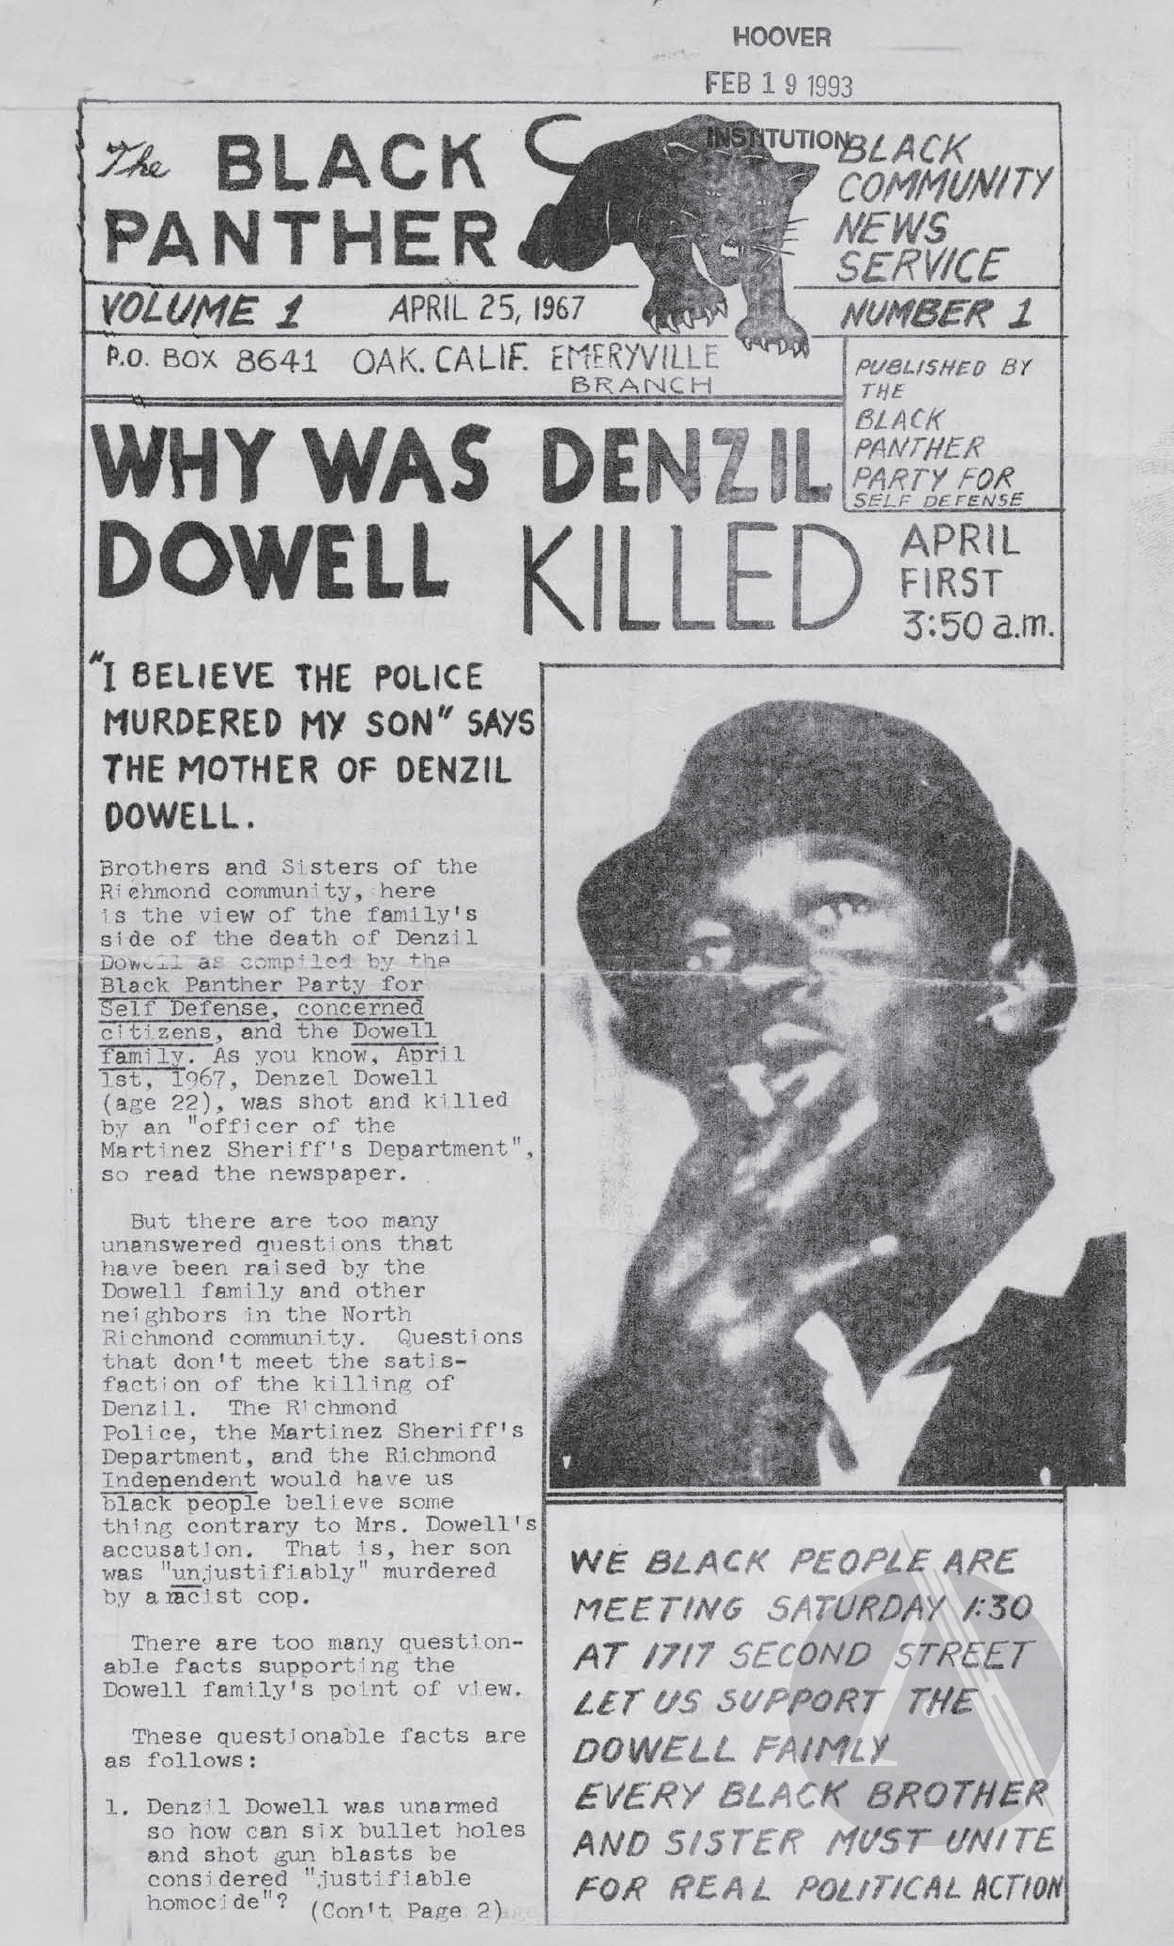 HOOVER
FEB 19 1993
INSTITUTION
The BLACK
PANTHER
BLACK
COMMUNITY
NEWS
SERVICE
VOLUME 1 APRIL 25, 1967 NUMBER 1
P.O. BOX 8641 OAK. CALIF. EMERYVILLE
BRANCH
PUBLISHED BY
THE
BLACK
PANTHER
PARTY FOR
SELF DEFENSE
WHY WAS DENZIL
DOWELL KILLED
APRIL
FIRST
3:50 a.m.
"I BELIEVE THE POLICE
MURDERED MY SON" SAYS
THE MOTHER OF DENZIL
DOWELL.
Brothers and Sisters of the
Richmond community, here
is the view of the family's
side of the death of Denzil
Dowell as compiled by the
Black Panther Party for
Self Defense, concerned
citizens, and the Dowell
family. As you know, April
1st, 1967, Denzel Dowell
(age 22), was shot and killed
by an "officer of the
Martinez Sheriff's Department",
so read the newspaper.
But there are too many
unanswered questions that
have been raised by the
Dowell family and other
neighbors in the North
Richmond community. Questions
that don't meet the satis-
faction of the killing of
Denzil. The Richmond
Police, the Martinez Sheriff's
Department, and the Richmond
Independent would have us
black people believe some
thing contrary to Mrs. Dowell's
accusation. That is, her son
was "unjustifiably" murdered
by a racist cop.
There are too many question-
able facts supporting the
Dowell family's point of view.
These questionable facts are
as follows:
1. Denzil Dowell was unarmed
so how can six bullet holes
and shot gun blasts be
considered "justifiable
homocide"? (Con't Page 2)
WE BLACK PEOPLE ARE
MEETING SATURDAY 1:30
AT 1717 SECOND STREET
LET US SUPPORT THE
DOWELL FAIMLY
EVERY BLACK BROTHER
AND SISTER MUST UNITE
FOR REAL POLITICAL ACTION